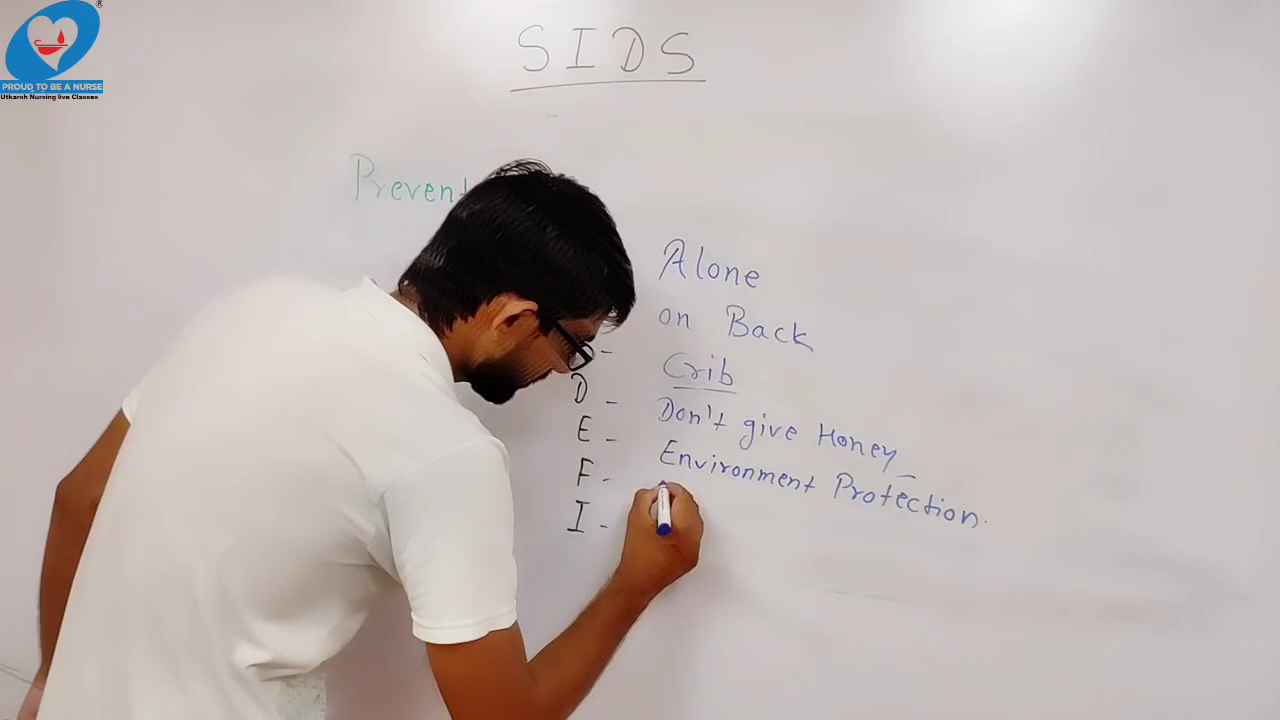 ®
PROUD TO BE A NURSE
Utkarsh Nursing live Classes
SIDS
Prevent
Alone
- on Back
Crib
D - Don't give Honey
E - Environment Protection.
F -
I -